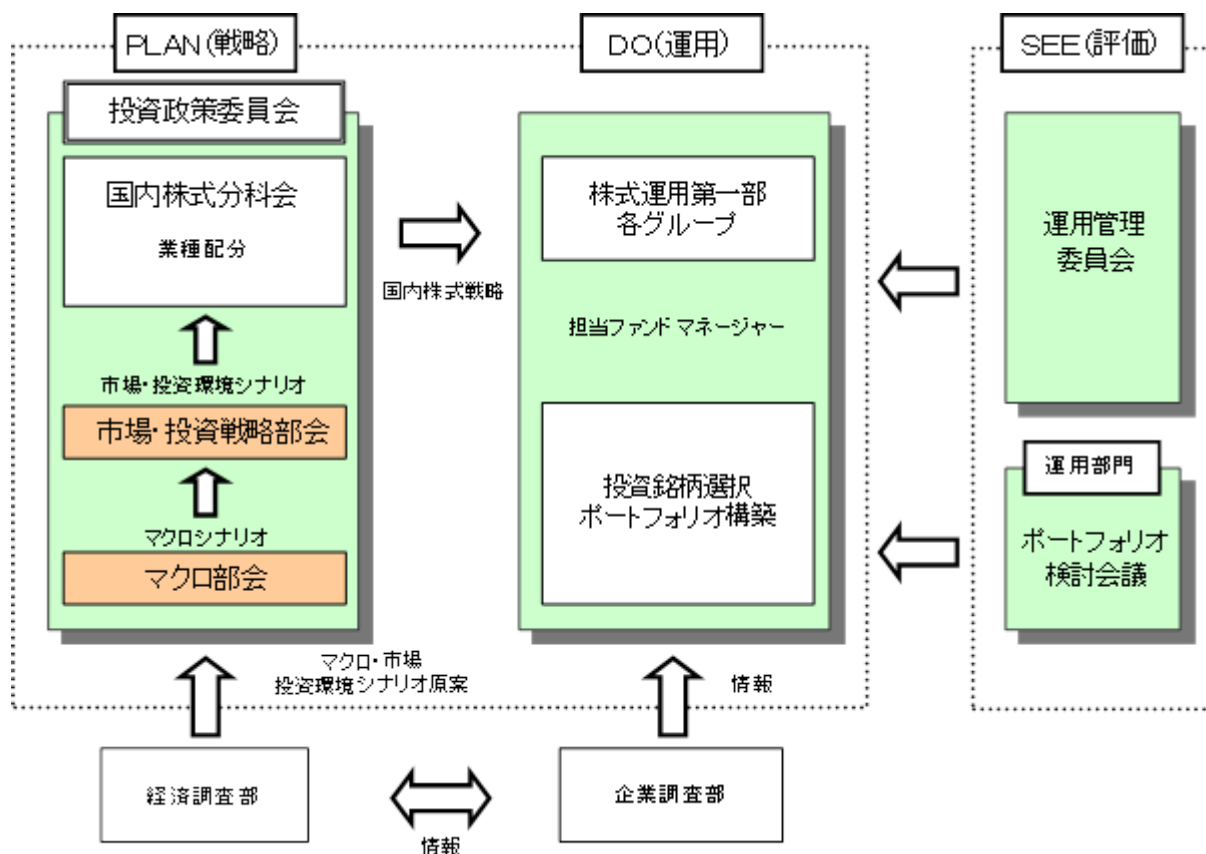 PLAN(戦略)
投資政策委員会
国内株式分科会
業種配分
市場・投資環境シナリオ
市場・投資戦略部会
マクロシナリオ
マクロ部会
マクロ・市場
投資環境シナリオ原案
経済調査部
国内株式戦略
DO(運用)
株式運用第一部
各グループ
担当ファンドマネージャー
投資銘柄選択
ポートフォリオ構築
情報
企業調査部
情報
SEE(評価)
運用管理
委員会
運用部門
ポートフォリオ
検討会議